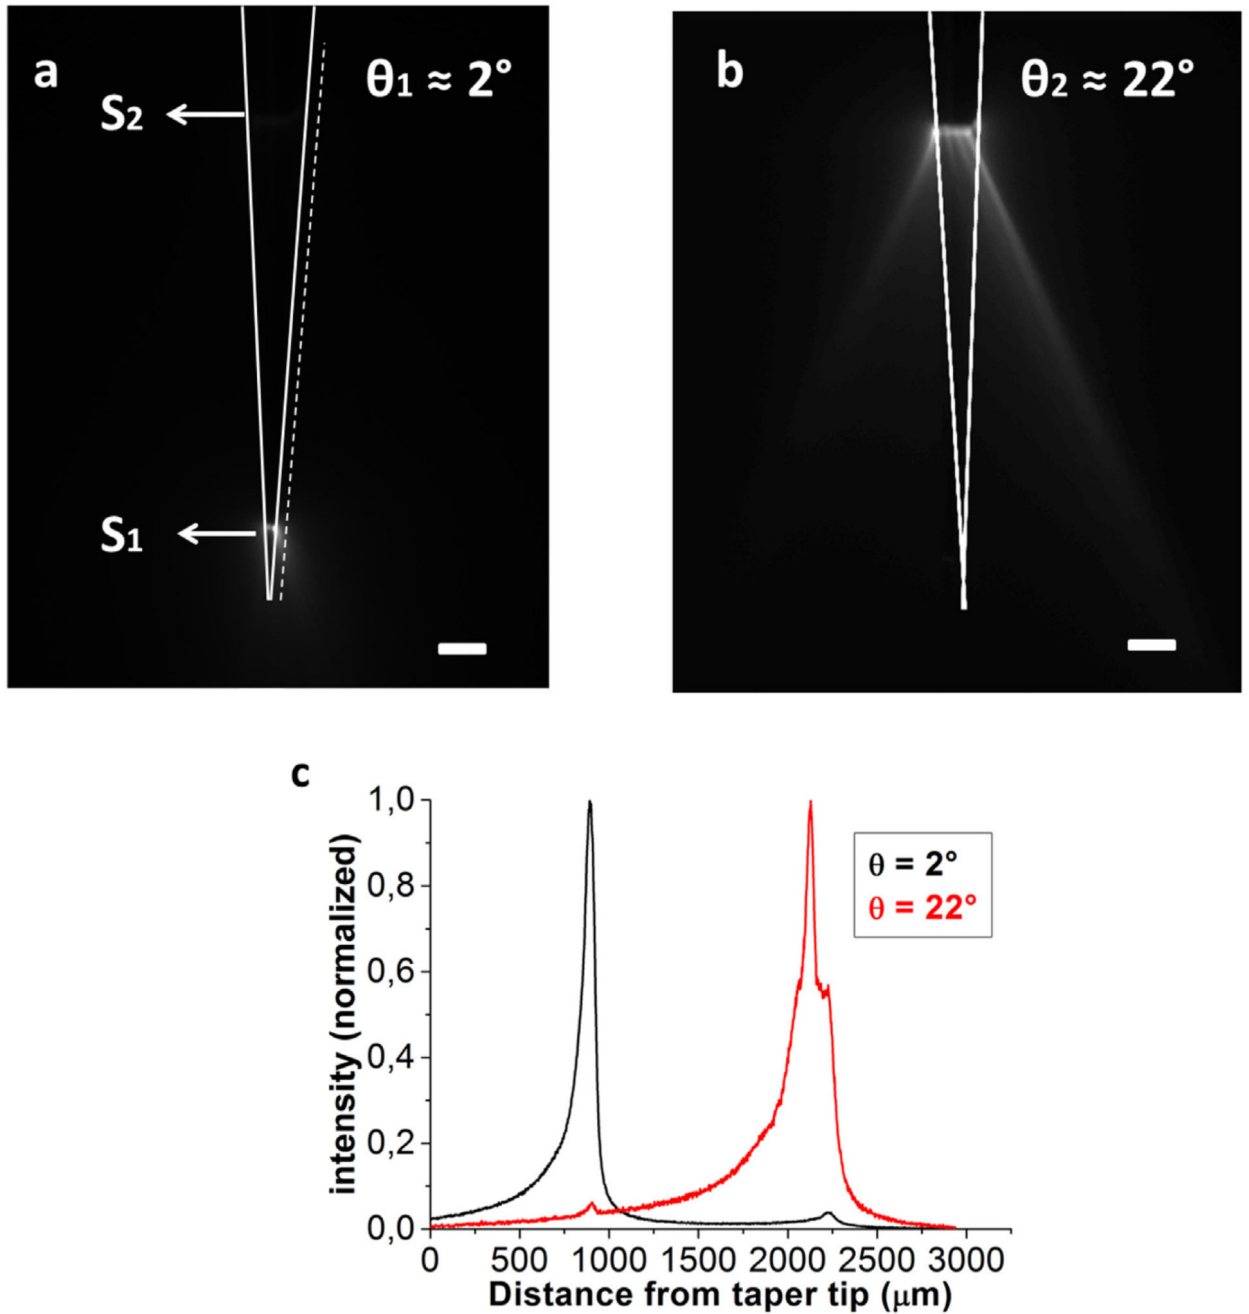 a
θ1 ≈ 2°
S2
S1
b
θ2 ≈ 22°
c
intensity (normalized)
1,0
0,8
0,6
0,4
0,2
0,0
θ = 2°
θ = 22°
0 500 1000 1500 2000 2500 3000
Distance from taper tip (μm)